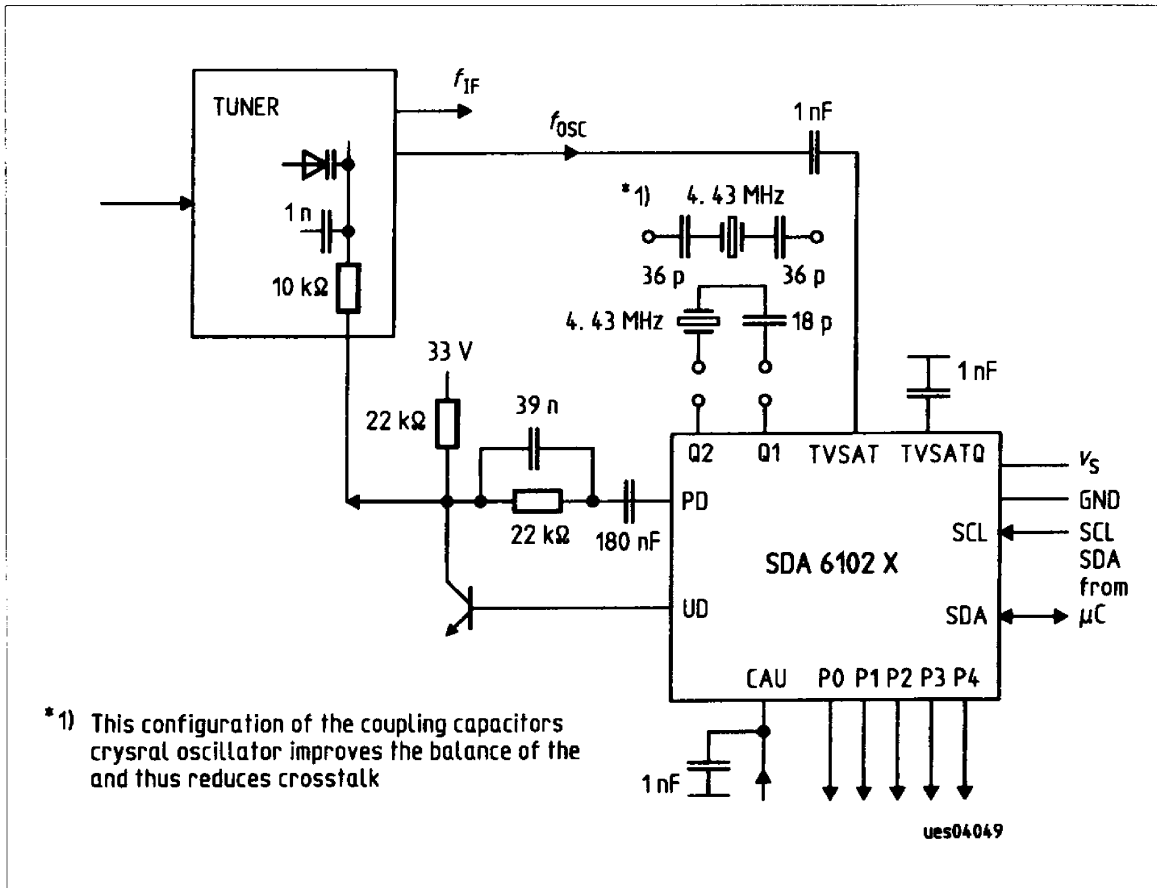 TUNER
fIF
fOSC
1 nF
1 n
10 kΩ
*1)
4. 43 MHz
36 p
36 p
4. 43 MHz
18 p
33 V
22 kΩ
39 n
22 kΩ
180 nF
1 nF
Q2
Q1
TVSAT
TVSATQ
PD
UD
SDA 6102 X
SCL
SDA
VS
GND
SCL
SDA
from
μC
CAU
P0
P1
P2
P3
P4
1 nF
*1) This configuration of the coupling capacitors
crysral oscillator improves the balance of the
and thus reduces crosstalk
ues04049